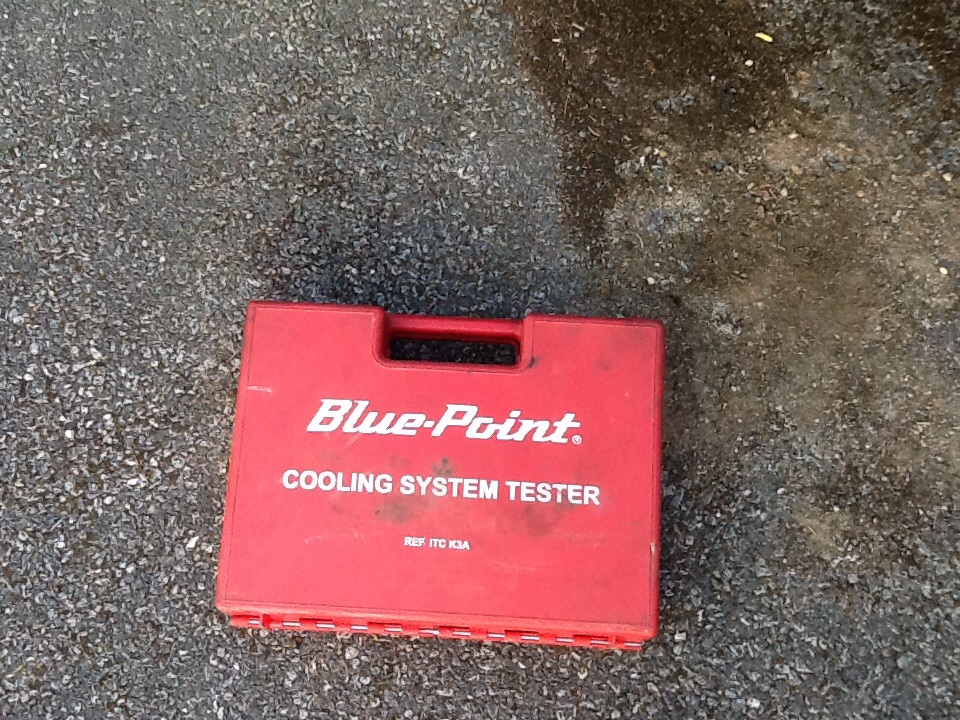 Blue-Point®
COOLING SYSTEM TESTER
REF. ITC K3A